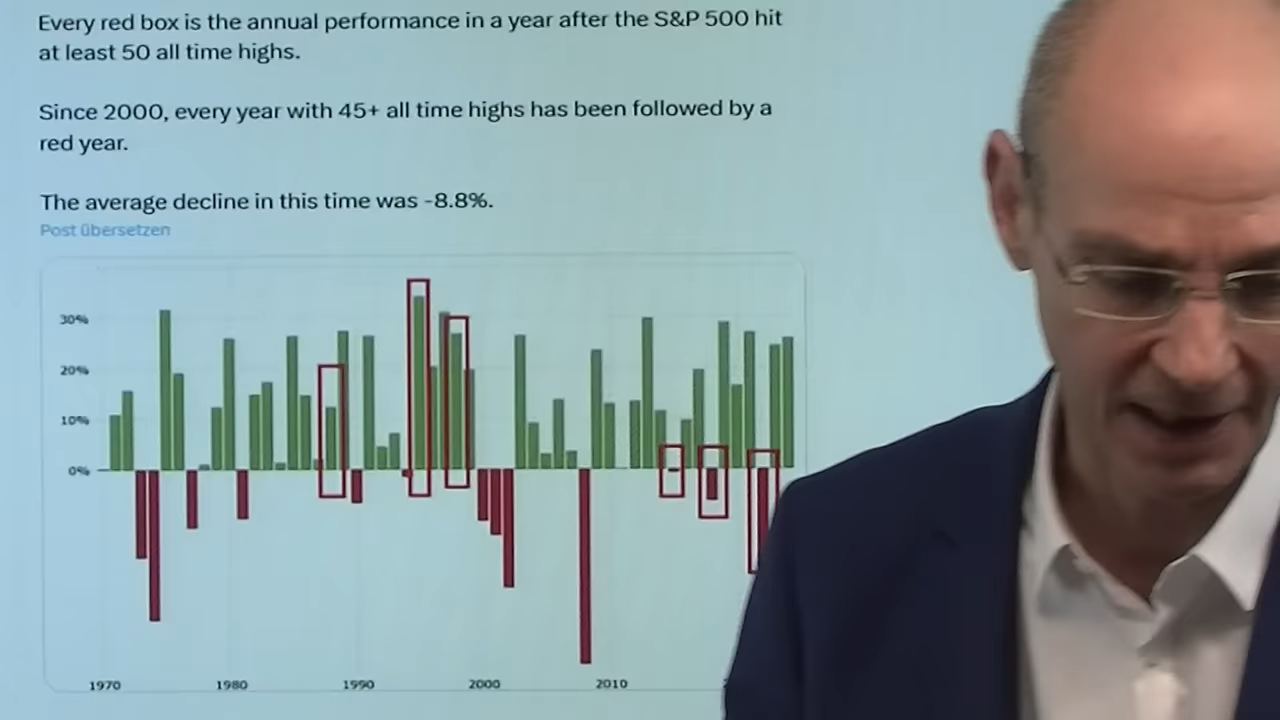 Every red box is the annual performance in a year after the S&P 500 hit
at least 50 all time highs.
Since 2000, every year with 45+ all time highs has been followed by a
red year.
The average decline in this time was -8.8%.
Post übersetzen
30%
20%
10%
0%
1970 1980 1990 2000 2010